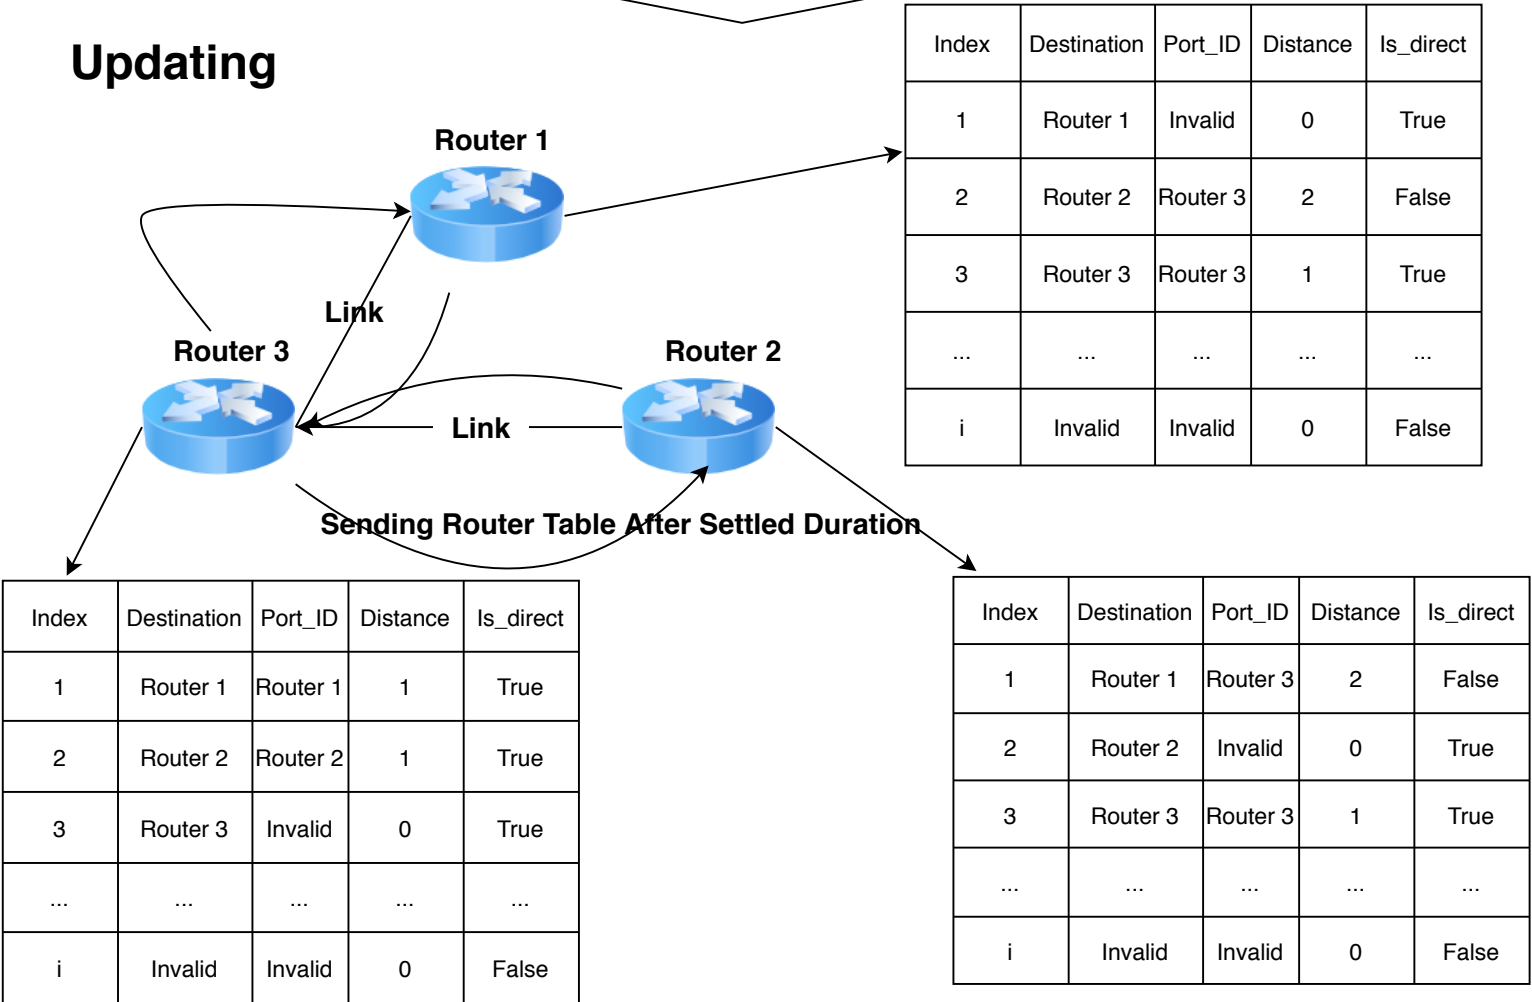 Updating
Index Destination Port_ID Distance Is_direct
1 Router 1 Invalid 0 True
2 Router 2 Router 3 2 False
3 Router 3 Router 3 1 True
... ... ... ... ...
i Invalid Invalid 0 False
Router 1
Link
Router 3
Router 2
Link
Sending Router Table After Settled Duration
Index Destination Port_ID Distance Is_direct
1 Router 1 Router 1 1 True
2 Router 2 Router 2 1 True
3 Router 3 Invalid 0 True
... ... ... ... ...
i Invalid Invalid 0 False
Index Destination Port_ID Distance Is_direct
1 Router 1 Router 3 2 False
2 Router 2 Invalid 0 True
3 Router 3 Router 3 1 True
... ... ... ... ...
i Invalid Invalid 0 False